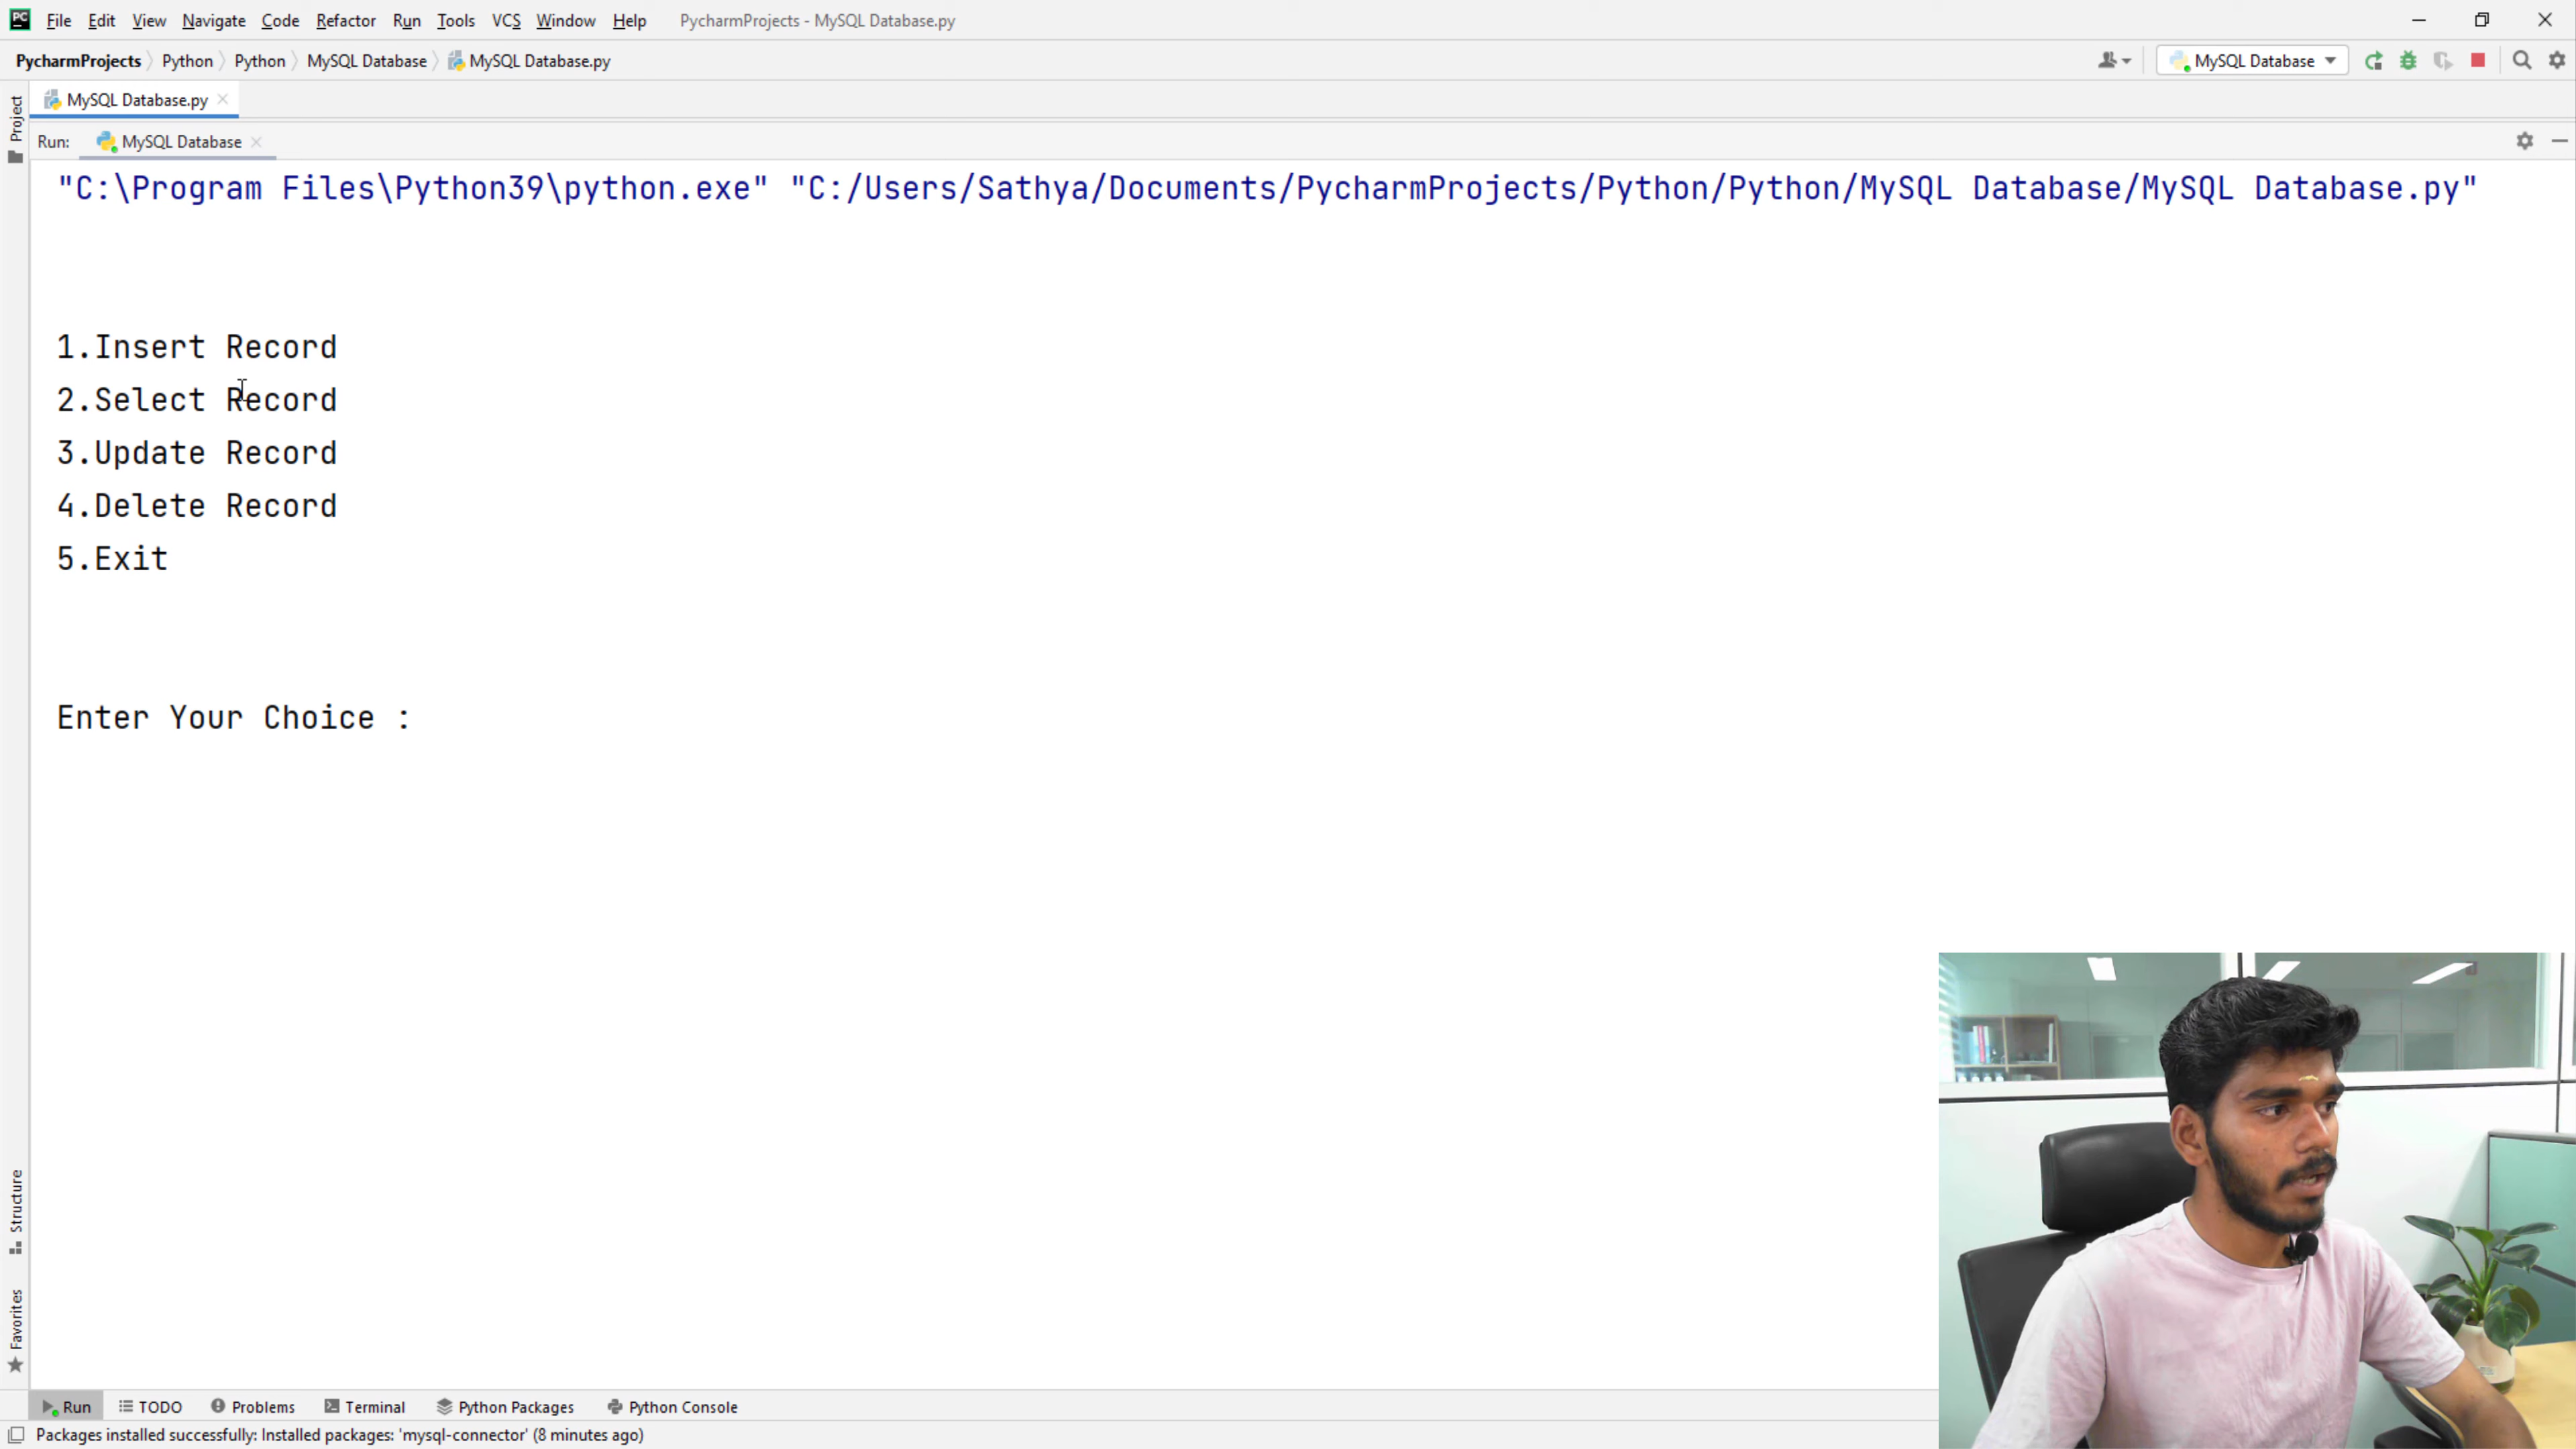 PC File Edit View Navigate Code Refactor Run Tools VCS Window Help PycharmProjects - MySQL Database.py
PycharmProjects Python Python MySQL Database MySQL Database.py MySQL Database
MySQL Database.py
Project
Run: MySQL Database
"C:\Program Files\Python39\python.exe" "C:/Users/Sathya/Documents/PycharmProjects/Python/Python/MySQL Database/MySQL Database.py"
1.Insert Record
2.Select Record
3.Update Record
4.Delete Record
5.Exit
Enter Your Choice :
Structure
Favorites
Run TODO Problems Terminal Python Packages Python Console
Packages installed successfully: Installed packages: 'mysql-connector' (8 minutes ago)